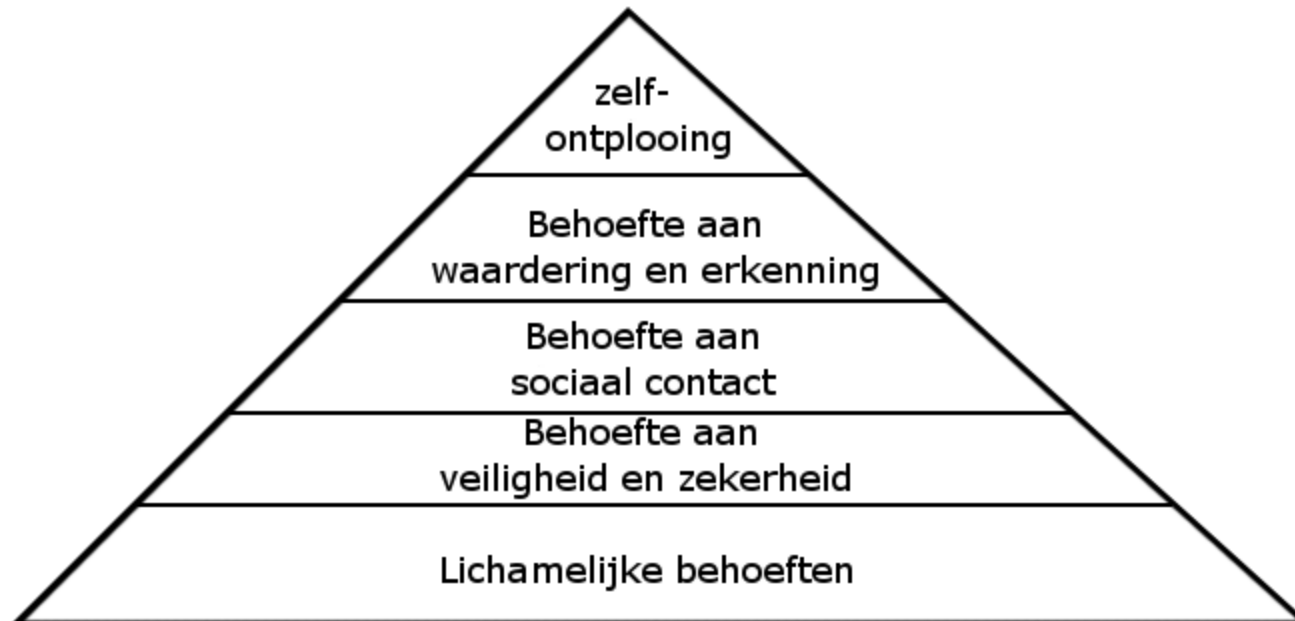 zelf-
ontplooing
Behoefte aan
waardering en erkenning
Behoefte aan
sociaal contact
Behoefte aan
veiligheid en zekerheid
Lichamelijke behoeften